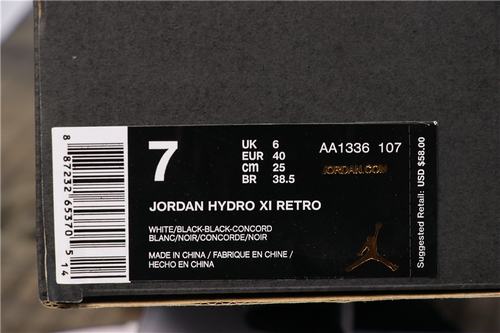 7
UK 6
EUR 40
CM 25
BR 38.5
AA1336 107
JORDAN.COM
JORDAN HYDRO XI RETRO
WHITE/BLACK-BLACK-CONCORD
BLANC/NOIR/CONCORDE/NOIR
MADE IN CHINA / FABRIQUE EN CHINE /
HECHO EN CHINA
Suggested Retail: USD $58.00
8 87232 65370 5 14